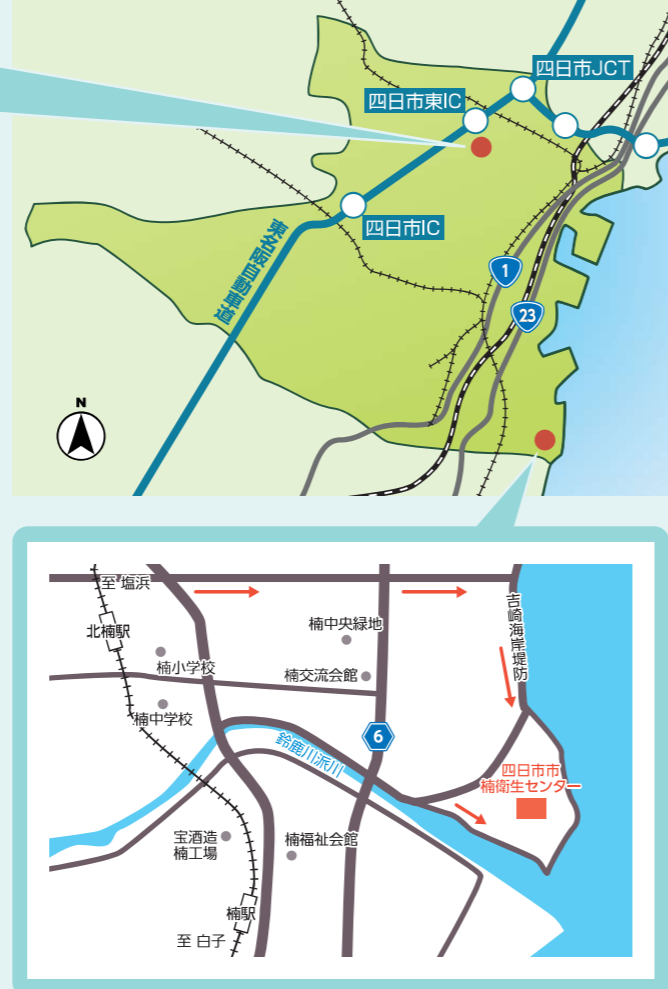 四日市JCT
四日市東IC
四日市IC
東名阪自動車道
1
23
N
至 塩浜
北楠駅
楠小学校
楠中学校
楠中央緑地
楠交流会館
吉崎海岸堤防
6
鈴鹿川派川
四日市市
楠衛生センター
宝酒造
楠工場
楠福祉会館
楠駅
至 白子